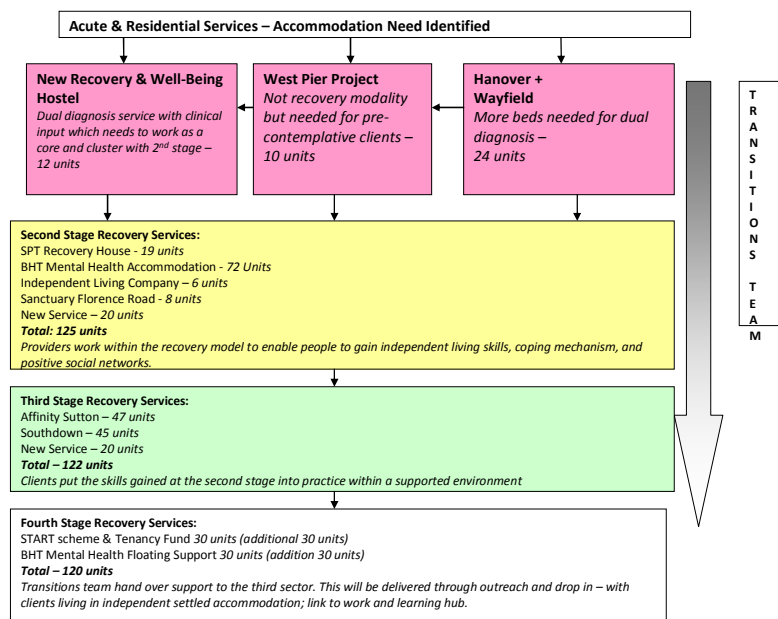 Acute & Residential Services – Accommodation Need Identified
New Recovery & Well-Being
Hostel
Dual diagnosis service with clinical
input which needs to work as a
core and cluster with 2nd stage –
12 units
West Pier Project
Not recovery modality
but needed for pre-
contemplative clients –
10 units
Hanover +
Wayfield
More beds needed for dual
diagnosis –
24 units
T
R
A
N
S
I
T
I
O
N
S
T
E
A
M
Second Stage Recovery Services:
SPT Recovery House - 19 units
BHT Mental Health Accommodation - 72 Units
Independent Living Company – 6 units
Sanctuary Florence Road - 8 units
New Service – 20 units
Total: 125 units
Providers work within the recovery model to enable people to gain independent living skills, coping mechanism, and
positive social networks.
Third Stage Recovery Services:
Affinity Sutton – 47 units
Southdown – 45 units
New Service – 20 units
Total – 122 units
Clients put the skills gained at the second stage into practice within a supported environment
Fourth Stage Recovery Services:
START scheme & Tenancy Fund 30 units (additional 30 units)
BHT Mental Health Floating Support 30 units (addition 30 units)
Total – 120 units
Transitions team hand over support to the third sector. This will be delivered through outreach and drop in – with
clients living in independent settled accommodation; link to work and learning hub.